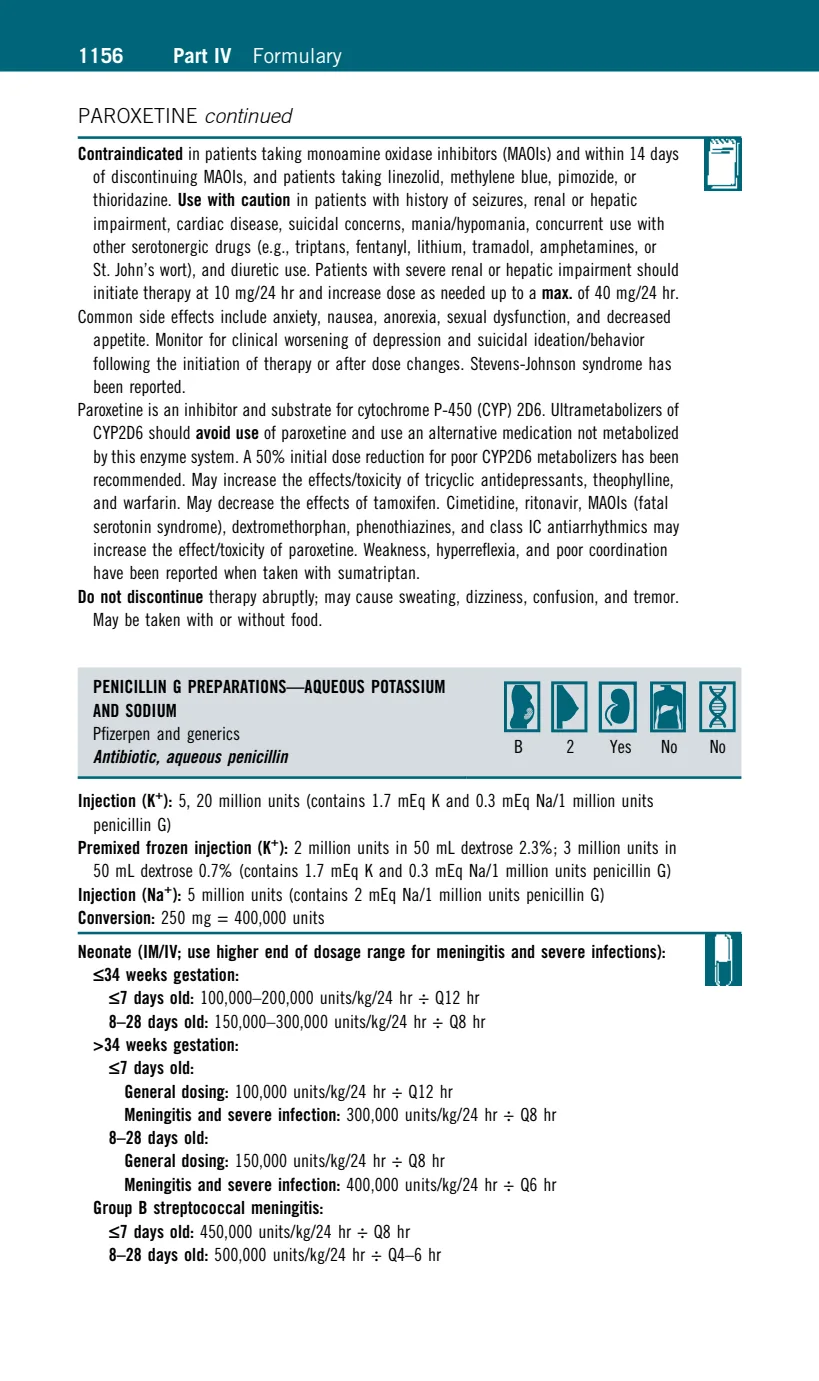 1156 Part IV Formulary
PAROXETINE continued
Contraindicated in patients taking monoamine oxidase inhibitors (MAOIs) and within 14 days
of discontinuing MAOIs, and patients taking linezolid, methylene blue, pimozide, or
thioridazine. Use with caution in patients with history of seizures, renal or hepatic
impairment, cardiac disease, suicidal concerns, mania/hypomania, concurrent use with
other serotonergic drugs (e.g., triptans, fentanyl, lithium, tramadol, amphetamines, or
St. John's wort), and diuretic use. Patients with severe renal or hepatic impairment should
initiate therapy at 10 mg/24 hr and increase dose as needed up to a max. of 40 mg/24 hr.
Common side effects include anxiety, nausea, anorexia, sexual dysfunction, and decreased
appetite. Monitor for clinical worsening of depression and suicidal ideation/behavior
following the initiation of therapy or after dose changes. Stevens-Johnson syndrome has
been reported.
Paroxetine is an inhibitor and substrate for cytochrome P-450 (CYP) 2D6. Ultrametabolizers of
CYP2D6 should avoid use of paroxetine and use an alternative medication not metabolized
by this enzyme system. A 50% initial dose reduction for poor CYP2D6 metabolizers has been
recommended. May increase the effects/toxicity of tricyclic antidepressants, theophylline,
and warfarin. May decrease the effects of tamoxifen. Cimetidine, ritonavir, MAOIs (fatal
serotonin syndrome), dextromethorphan, phenothiazines, and class IC antiarrhythmics may
increase the effect/toxicity of paroxetine. Weakness, hyperreflexia, and poor coordination
have been reported when taken with sumatriptan.
Do not discontinue therapy abruptly; may cause sweating, dizziness, confusion, and tremor.
May be taken with or without food.
PENICILLIN G PREPARATIONS—AQUEOUS POTASSIUM
AND SODIUM
Pfizerpen and generics
Antibiotic, aqueous penicillin
B 2 Yes No No
Injection (K⁺): 5, 20 million units (contains 1.7 mEq K and 0.3 mEq Na/1 million units
penicillin G)
Premixed frozen injection (K⁺): 2 million units in 50 mL dextrose 2.3%; 3 million units in
50 mL dextrose 0.7% (contains 1.7 mEq K and 0.3 mEq Na/1 million units penicillin G)
Injection (Na⁺): 5 million units (contains 2 mEq Na/1 million units penicillin G)
Conversion: 250 mg = 400,000 units
Neonate (IM/IV; use higher end of dosage range for meningitis and severe infections):
≤34 weeks gestation:
≤7 days old: 100,000–200,000 units/kg/24 hr ÷ Q12 hr
8–28 days old: 150,000–300,000 units/kg/24 hr ÷ Q8 hr
>34 weeks gestation:
≤7 days old:
General dosing: 100,000 units/kg/24 hr ÷ Q12 hr
Meningitis and severe infection: 300,000 units/kg/24 hr ÷ Q8 hr
8–28 days old:
General dosing: 150,000 units/kg/24 hr ÷ Q8 hr
Meningitis and severe infection: 400,000 units/kg/24 hr ÷ Q6 hr
Group B streptococcal meningitis:
≤7 days old: 450,000 units/kg/24 hr ÷ Q8 hr
8–28 days old: 500,000 units/kg/24 hr ÷ Q4–6 hr